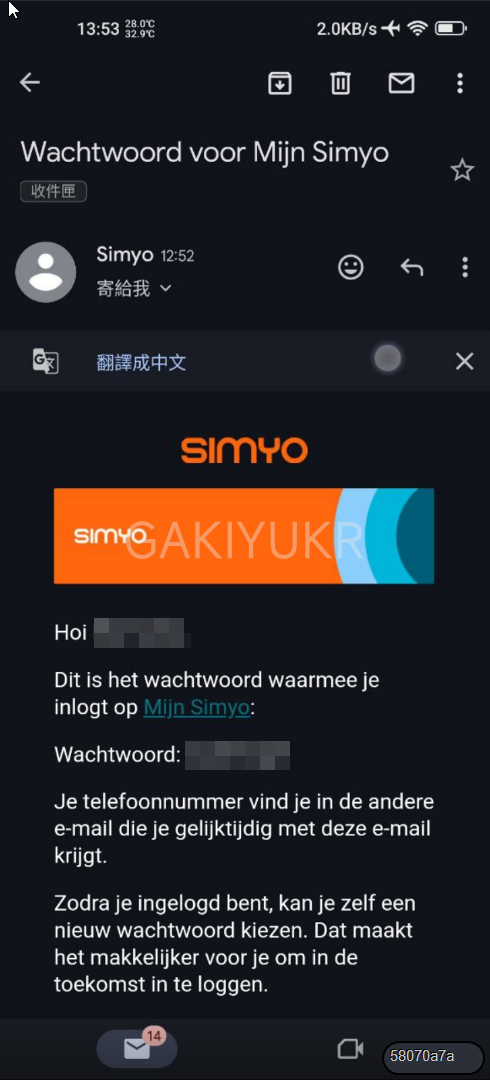 13:53 28.0℃
32.9℃
2.0KB/s
Wachtwoord voor Mijn Simyo
收件匣
Simyo 12:52
寄給我
翻譯成中文
SIMYO
SIMYO
GAKIYUKR
Hoi
Dit is het wachtwoord waarmee je
inlogt op Mijn Simyo:
Wachtwoord:
Je telefoonnummer vind je in de andere
e-mail die je gelijktijdig met deze e-mail
krijgt.
Zodra je ingelogd bent, kan je zelf een
nieuw wachtwoord kiezen. Dat maakt
het makkelijker voor je om in de
toekomst in te loggen.
14
58070a7a